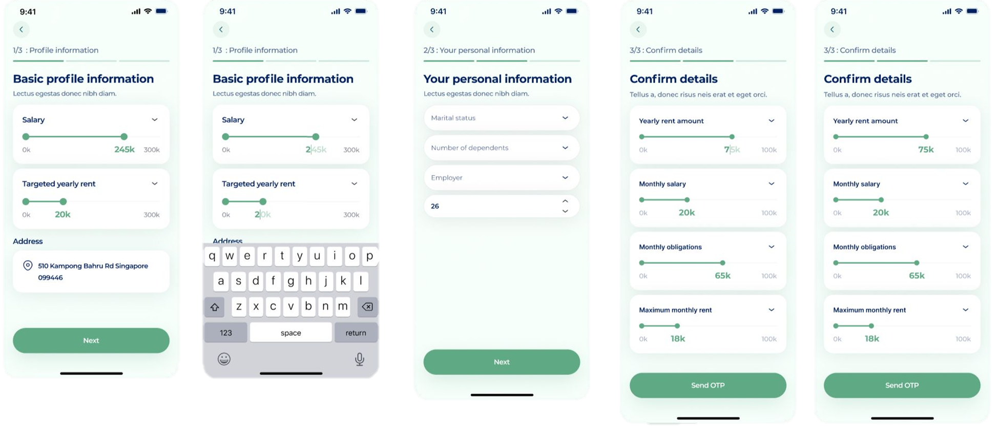 9:41
1/3 : Profile information
Basic profile information
Lectus egestas donec nibh diam.
Salary
0k 245k 300k
Targeted yearly rent
0k 20k 300k
Address
510 Kampong Bahru Rd Singapore
099446
Next
9:41
1/3 : Profile information
Basic profile information
Lectus egestas donec nibh diam.
Salary
0k 245k 300k
Targeted yearly rent
0k 20k 300k
Address
q w e r t y u i o p
a s d f g h j k l
z x c v b n m
123 space return
9:41
2/3 : Your personal information
Your personal information
Lectus egestas donec nibh diam.
Marital status
Number of dependents
Employer
26
Next
9:41
3/3 : Confirm details
Confirm details
Tellus a, donec risus neis erat et eget orci.
Yearly rent amount
0k 75k 100k
Monthly salary
0k 20k 100k
Monthly obligations
0k 65k 100k
Maximum monthly rent
0k 18k 100k
Send OTP
9:41
3/3 : Confirm details
Confirm details
Tellus a, donec risus neis erat et eget orci.
Yearly rent amount
0k 75k 100k
Monthly salary
0k 20k 100k
Monthly obligations
0k 65k 100k
Maximum monthly rent
0k 18k 100k
Send OTP